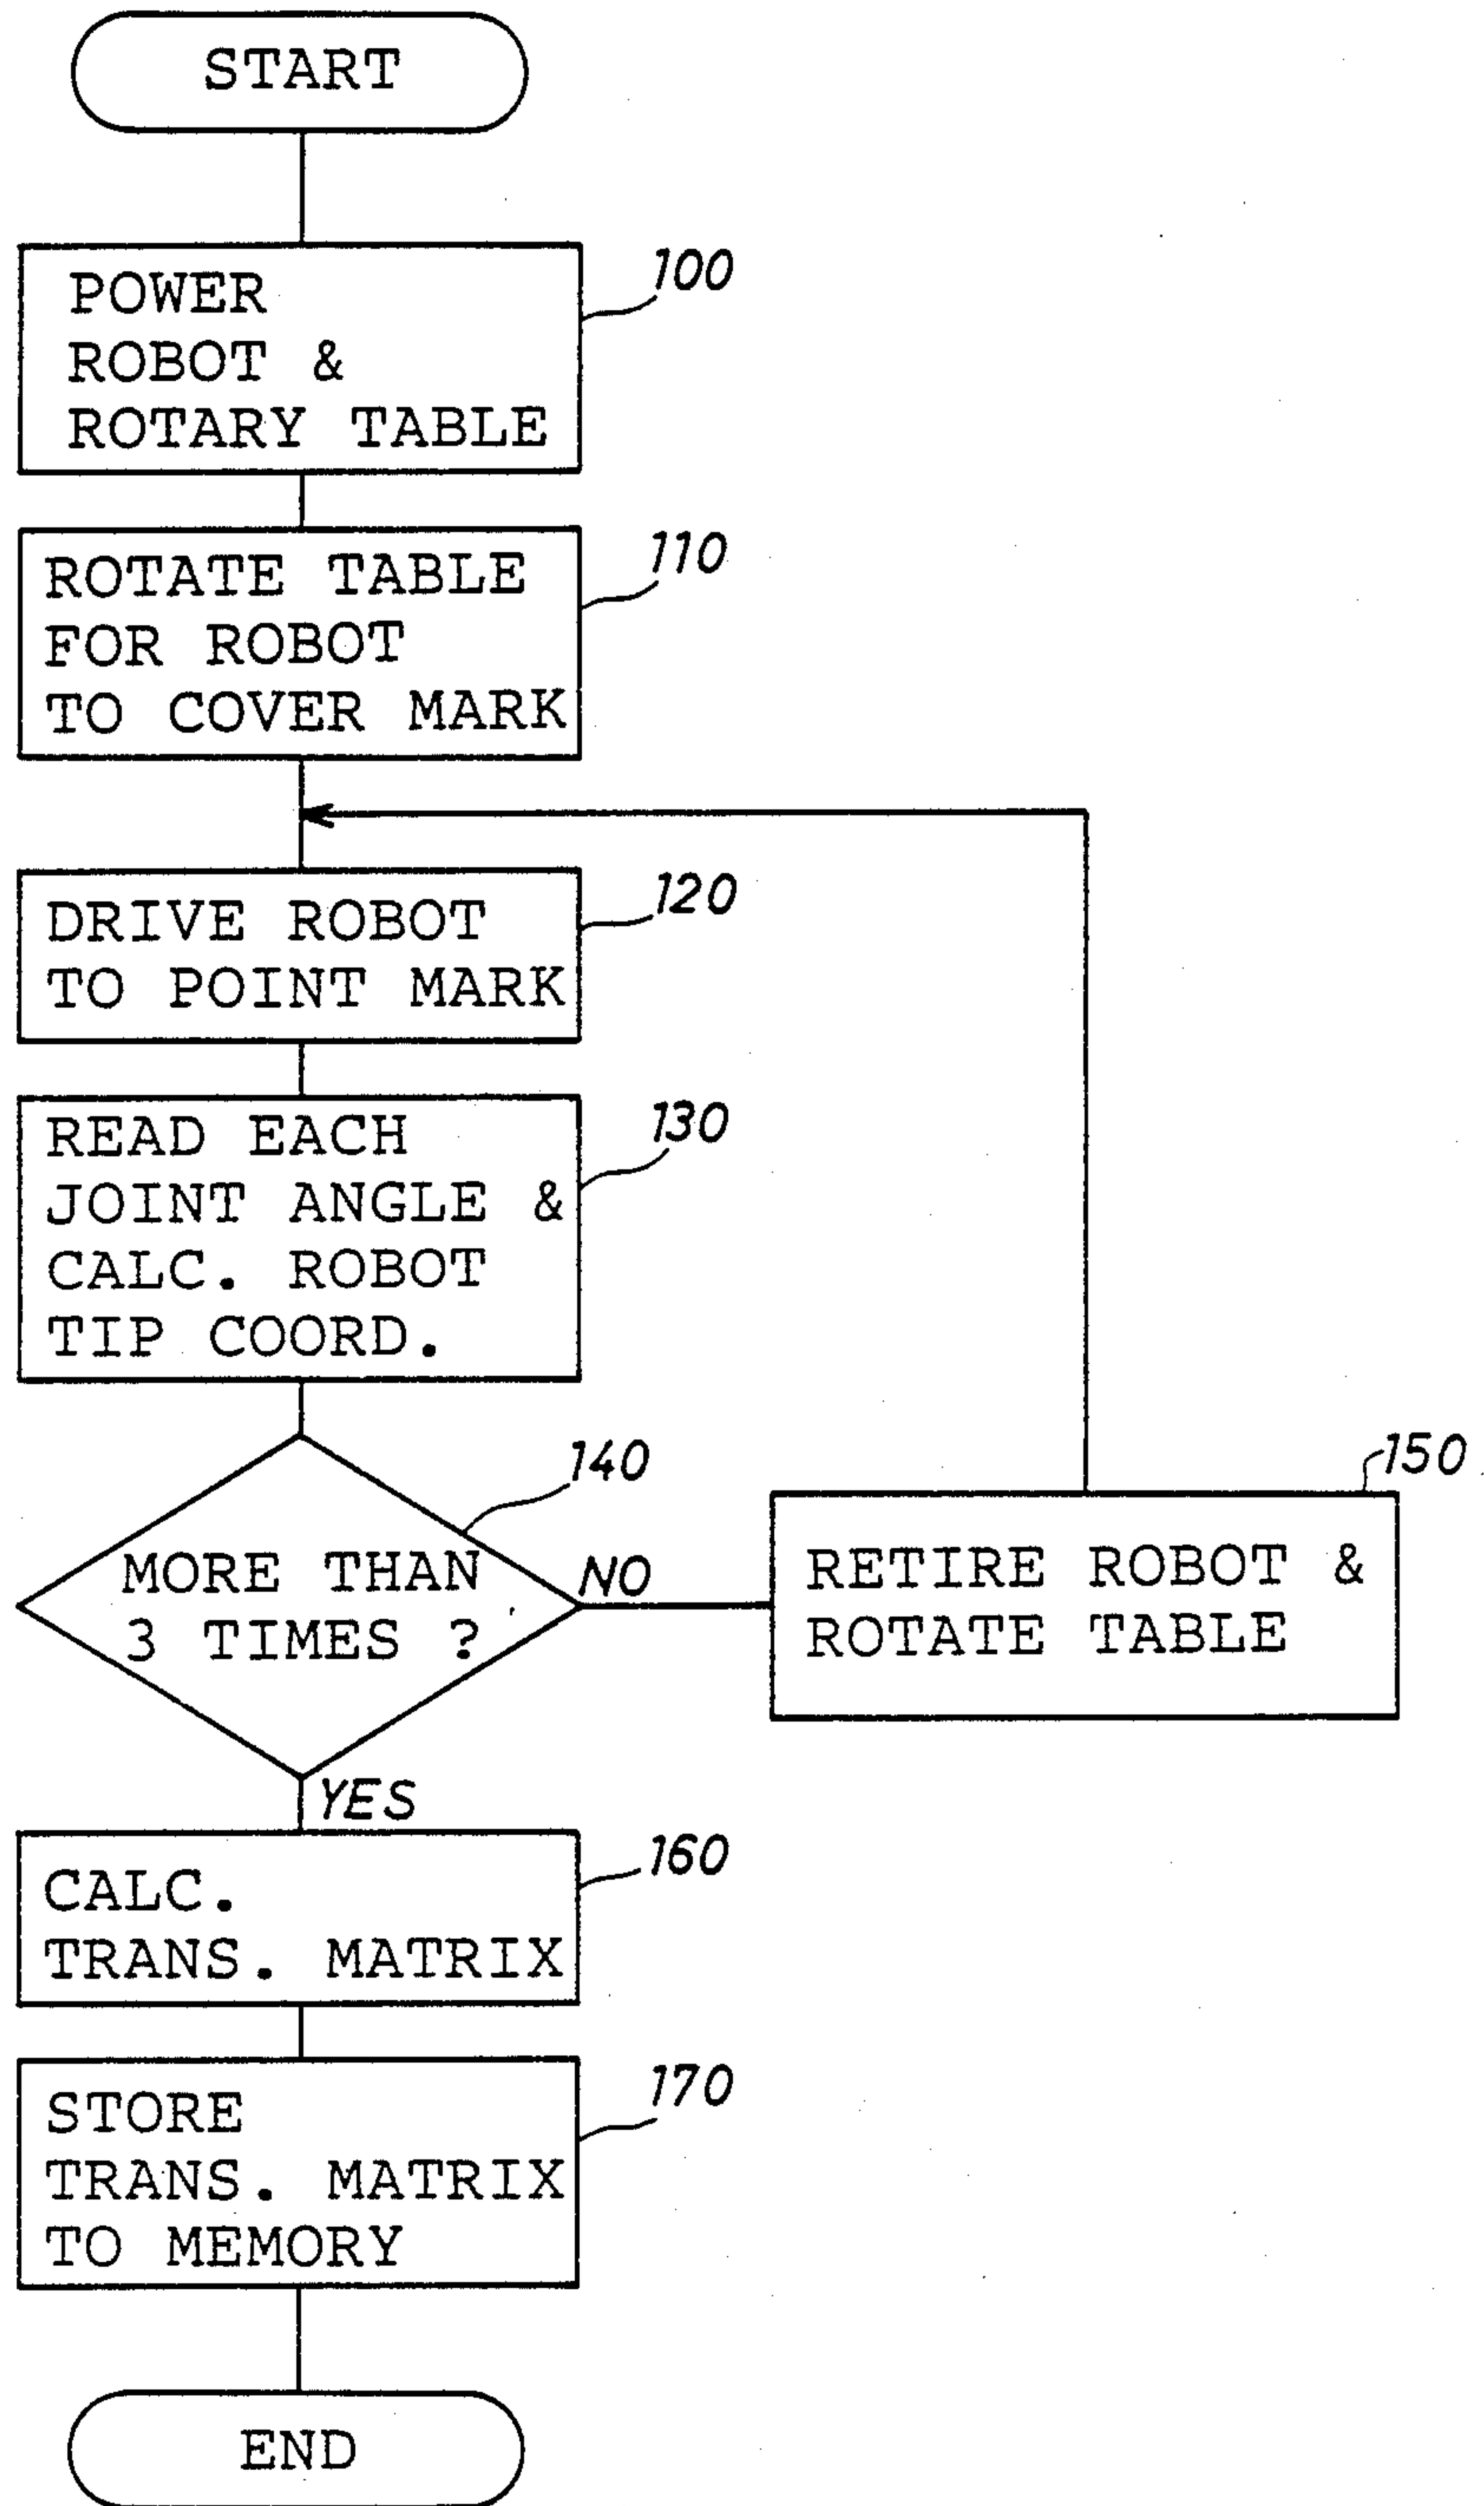 START
POWER
ROBOT &
ROTARY TABLE
100
ROTATE TABLE
FOR ROBOT
TO COVER MARK
110
DRIVE ROBOT
TO POINT MARK
120
READ EACH
JOINT ANGLE &
CALC. ROBOT
TIP COORD.
130
MORE THAN
3 TIMES ?
140
NO
RETIRE ROBOT &
ROTATE TABLE
150
YES
CALC.
TRANS. MATRIX
160
STORE
TRANS. MATRIX
TO MEMORY
170
END